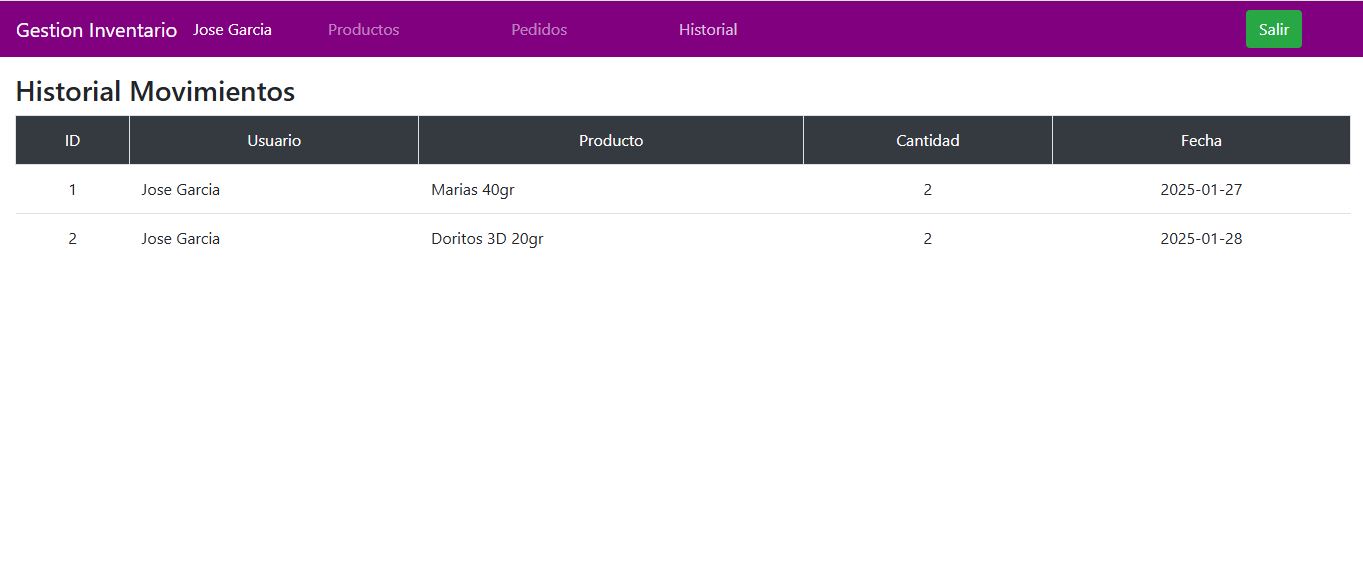 Gestion Inventario Jose Garcia Productos Pedidos Historial Salir
Historial Movimientos
ID Usuario Producto Cantidad Fecha
1 Jose Garcia Marias 40gr 2 2025-01-27
2 Jose Garcia Doritos 3D 20gr 2 2025-01-28